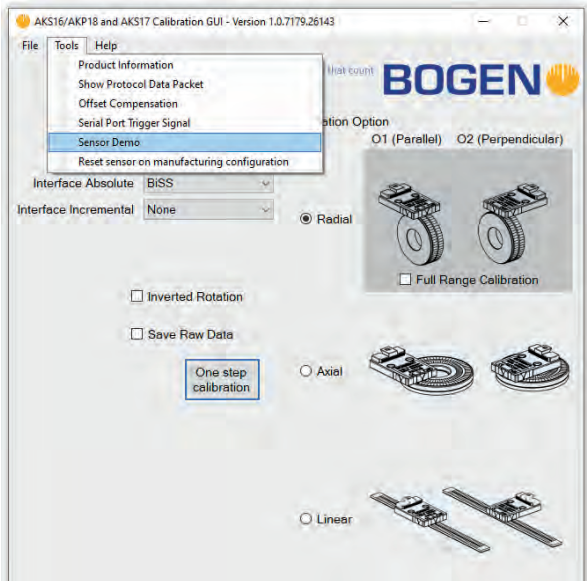 AKS16/AKP18 and AKS17 Calibration GUI - Version 1.0.7179.26143
File Tools Help
Product Information
Show Protocol Data Packet
Offset Compensation
Serial Port Trigger Signal
Sensor Demo
Reset sensor on manufacturing configuration
that count
BOGEN
ation Option
O1 (Parallel) O2 (Perpendicular)
Interface Absolute BiSS
Interface Incremental None
Radial
Full Range Calibration
Inverted Rotation
Save Raw Data
One step
calibration
Axial
Linear